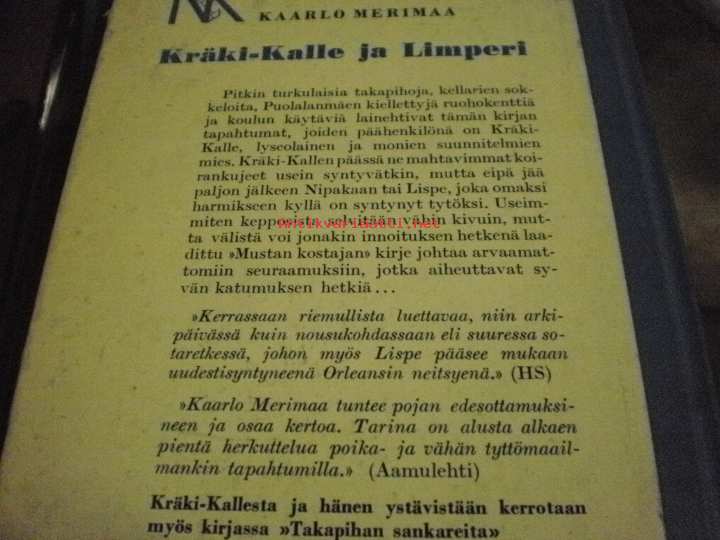 KAARLO MERIMAA
Kräki-Kalle ja Limperi
Pitkin turkulaisia takapihoja, kellarien sok-
keloita, Puolalanmäen kiellettyjä ruohokenttiä
ja koulun käytäviä lainehtivat tämän kirjan
tapahtumat, joiden päähenkilönä on Kräki-
Kalle, lyseolainen ja monien suunnitelmien
mies. Kräki-Kallen päässä ne mahtavimmat koi-
rankujeet usein syntyvätkin, mutta eipä jää
paljon jälkeen Nipakaan tai Lispe, joka omaksi
harmikseen kyllä on syntynyt tytöksi. Useim-
miten kepposista selvitään vähin kivuin, mut-
antikvariaatti.net
ta välistä voi jonakin innoituksen hetkenä laa-
dittu »Mustan kostajan» kirje johtaa arvaamat-
tomiin seuraamuksiin, jotka aiheuttavat sy-
vän katumuksen hetkiä...
»Kerrassaan riemullista luettavaa, niin arki-
päivässä kuin nousukohdassaan eli suuressa so-
taretkessä, johon myös Lispe pääsee mukaan
uudestisyntyneenä Orleansin neitsyenä.» (HS)
»Kaarlo Merimaa tuntee pojan edesottamuksi-
neen ja osaa kertoa. Tarina on alusta alkaen
pientä herkuttelua poika- ja vähän tyttömaail-
mankin tapahtumilla.» (Aamulehti)
Kräki-Kallesta ja hänen ystävistään kerrotaan
myös kirjassa »Takapihan sankareita»